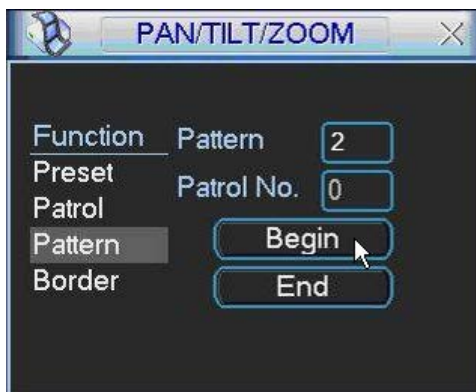 PAN/TILT/ZOOM
Function
Preset
Patrol
Pattern
Border
Pattern 2
Patrol No. 0
Begin
End